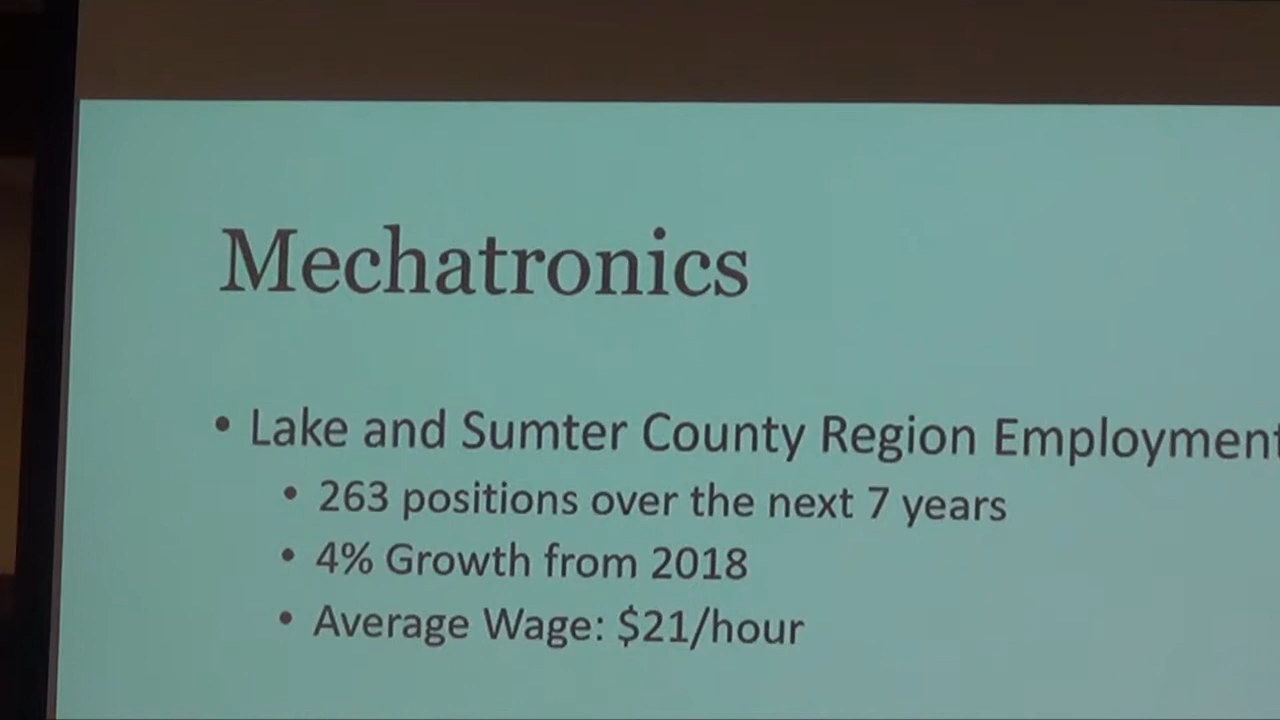 Mechatronics
• Lake and Sumter County Region Employment
• 263 positions over the next 7 years
• 4% Growth from 2018
• Average Wage: $21/hour